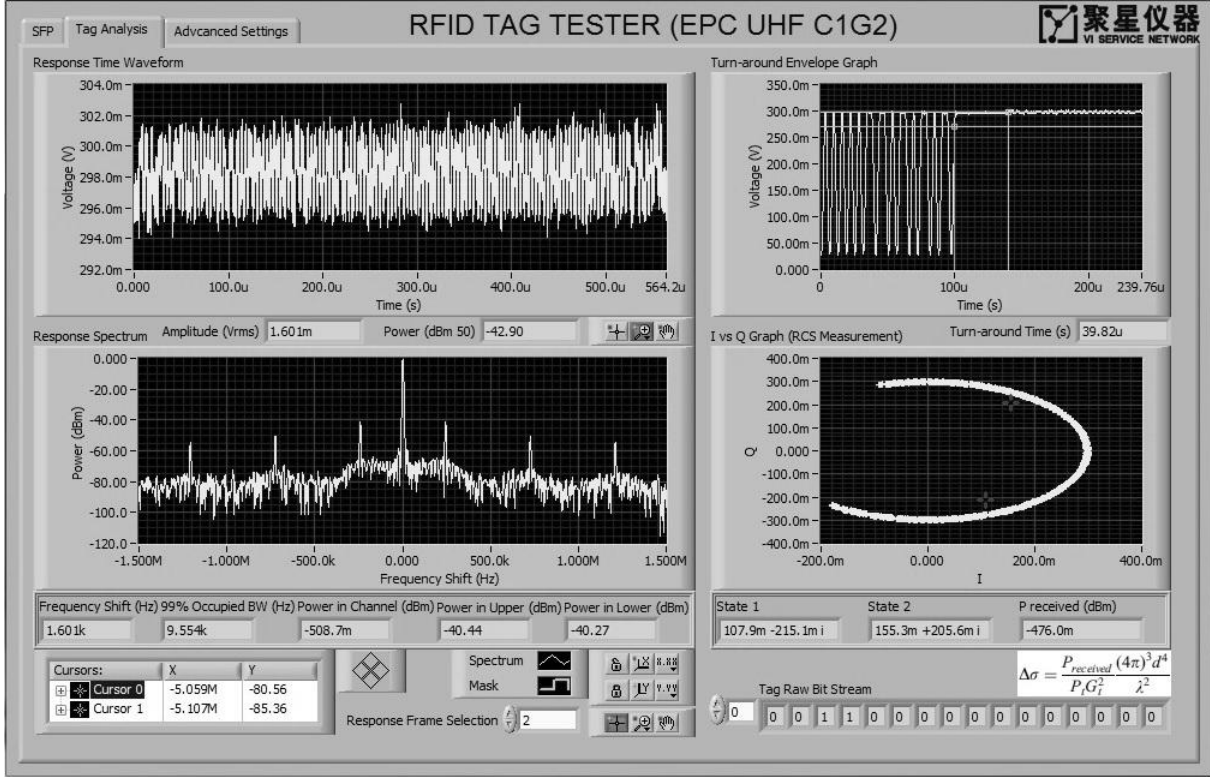 RFID TAG TESTER (EPC UHF C1G2)
聚星仪器
VI SERVICE NETWORK
SFP Tag Analysis Advcanced Settings
Response Time Waveform
304.0m
302.0m
300.0m
298.0m
296.0m
294.0m
292.0m
Voltage (V)
0.000 100.0u 200.0u 300.0u 400.0u 500.0u 564.2u
Time (s)
Turn-around Envelope Graph
350.0m
300.0m
250.0m
200.0m
150.0m
100.0m
50.00m
0.000
Voltage (V)
0 100u 200u 239.76u
Time (s)
Response Spectrum Amplitude (Vrms) 1.601m Power (dBm 50) -42.90
0.000
-20.00
-40.00
-60.00
-80.00
-100.0
-120.0
Power (dBm)
-1.500M -1.000M -500.0k 0.000 500.0k 1.000M 1.500M
Frequency Shift (Hz)
I vs Q Graph (RCS Measurement) Turn-around Time (s) 39.82u
400.0m
300.0m
200.0m
100.0m
0.000
-100.0m
-200.0m
-300.0m
-400.0m
Q
-200.0m 0.000 200.0m 400.0m
I
Frequency Shift (Hz) 99% Occupied BW (Hz) Power in Channel (dBm) Power in Upper (dBm) Power in Lower (dBm)
1.601k 9.554k -508.7m -40.44 -40.27
State 1 State 2 P received (dBm)
107.9m -215.1m i 155.3m +205.6m i -476.0m
Cursors: X Y
Cursor 0 -5.059M -80.56
Cursor 1 -5.107M -85.36
Spectrum
Mask
X X.XX
Y Y.YY
Response Frame Selection 2
Δσ = P_received (4π)³d⁴ / P_t G_t² λ²
Tag Raw Bit Stream
0 0 0 1 1 0 0 0 0 0 0 0 0 0 0 0 0